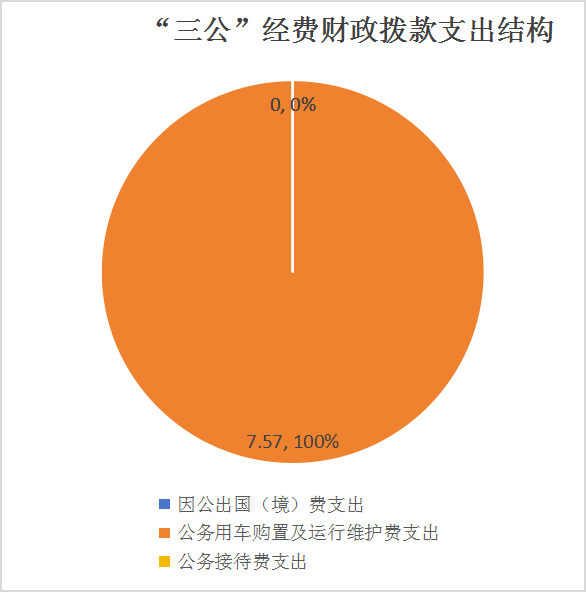 “三公”经费财政拨款支出结构
0, 0%
7.57, 100%
因公出国（境）费支出
公务用车购置及运行维护费支出
公务接待费支出